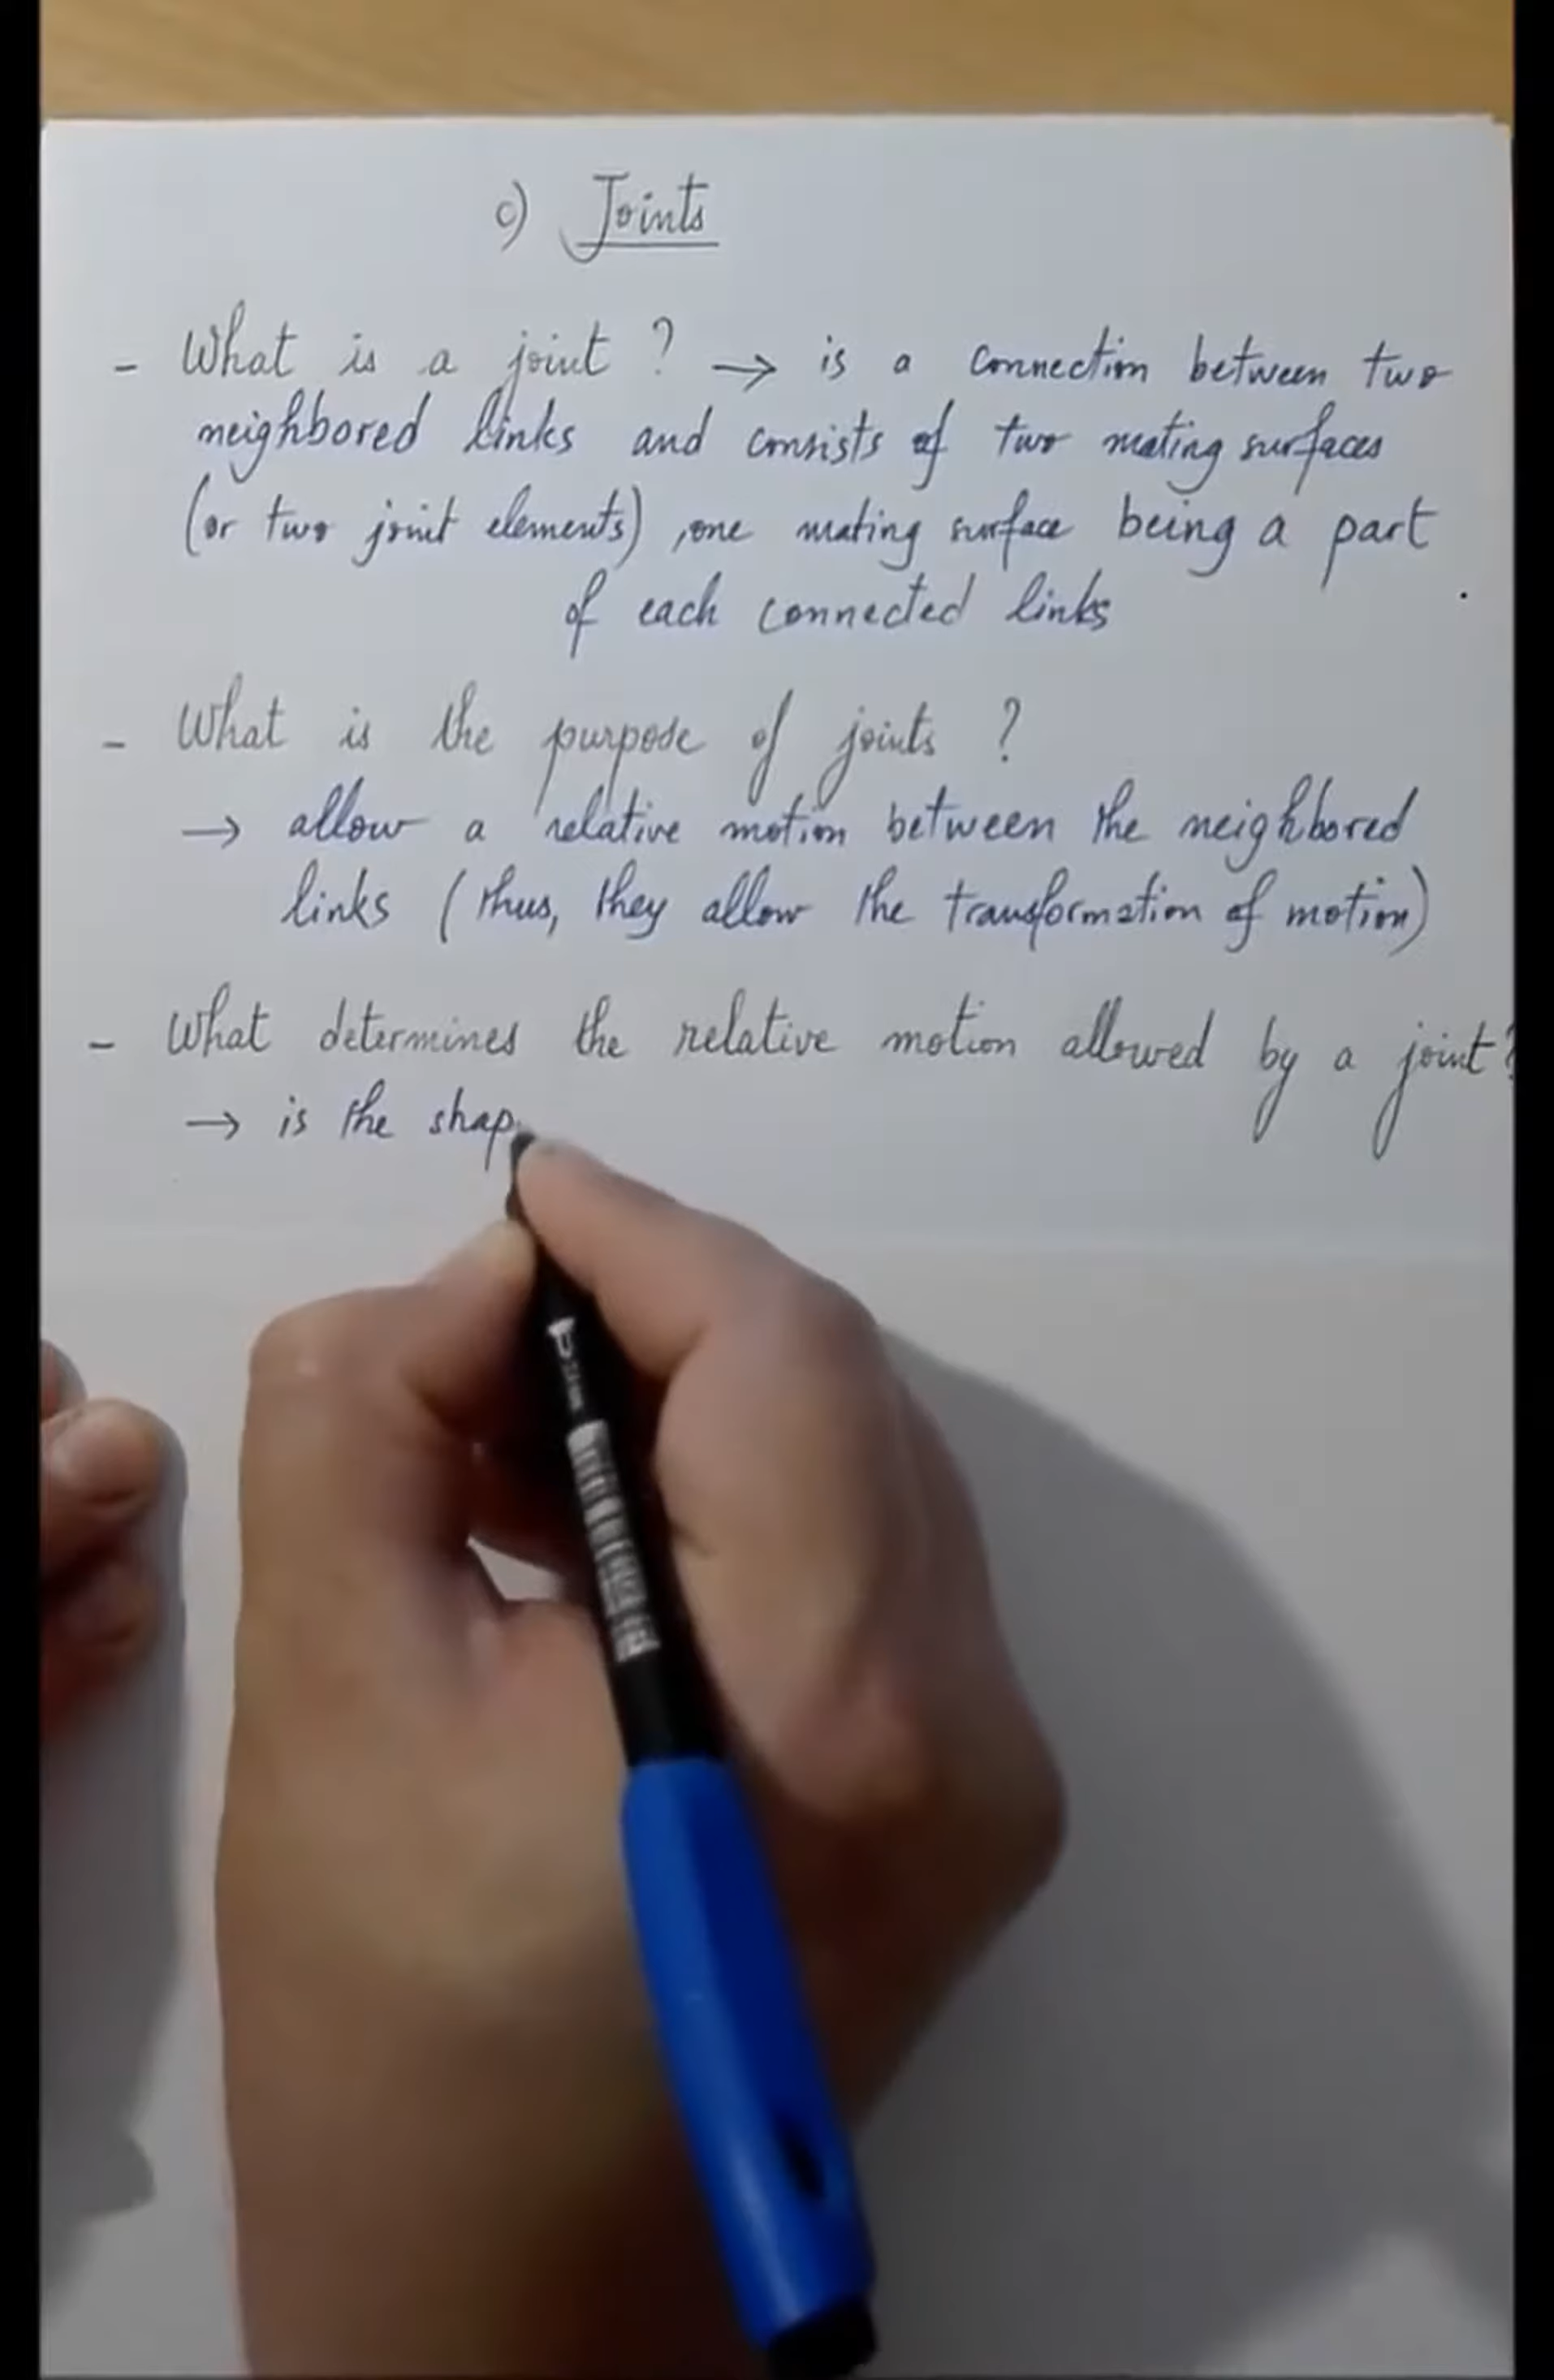 c) Joints
- What is a joint ? → is a connection between two
neighbored links and consists of two mating surfaces
(or two joint elements) , one mating surface being a part
of each connected links
- What is the purpose of joints ?
→ allow a relative motion between the neighbored
links ( thus, they allow the transformation of motion)
- What determines the relative motion allowed by a joint ?
→ is the shap